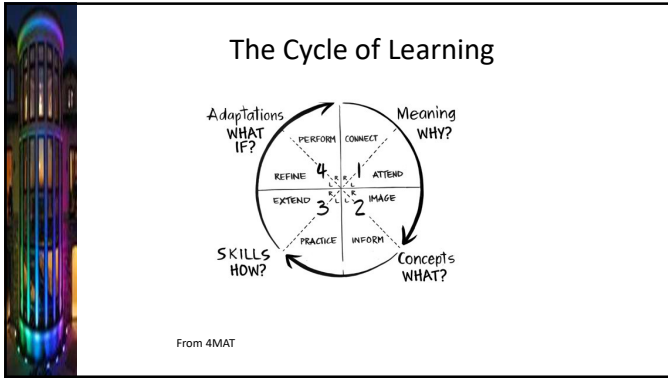 The Cycle of Learning
Adaptations
WHAT
IF?
Meaning
WHY?
PERFORM
CONNECT
REFINE
4
R
R
1
ATTEND
L
L
EXTEND
3
R
R
2
IMAGE
L
L
PRACTICE
INFORM
SKILLS
HOW?
Concepts
WHAT?
From 4MAT